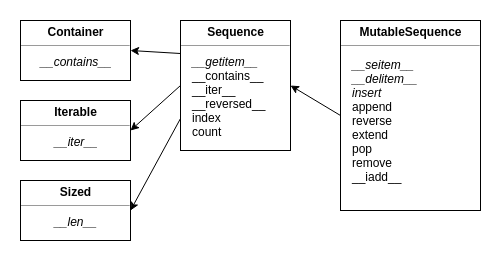 Container
__contains__
Iterable
__iter__
Sized
__len__
Sequence
__getitem__
__contains__
__iter__
__reversed__
index
count
MutableSequence
__seitem__
__delitem__
insert
append
reverse
extend
pop
remove
__iadd__